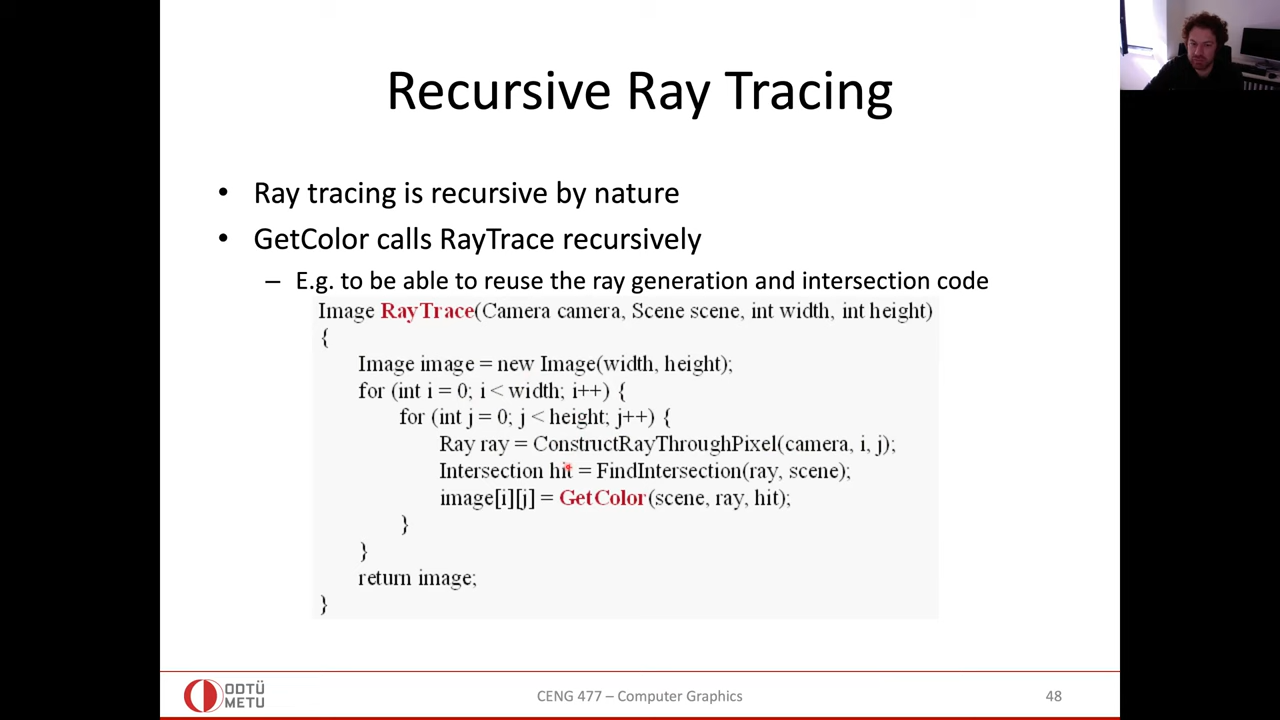 Recursive Ray Tracing
• Ray tracing is recursive by nature
• GetColor calls RayTrace recursively
– E.g. to be able to reuse the ray generation and intersection code
Image RayTrace(Camera camera, Scene scene, int width, int height)
{
Image image = new Image(width, height);
for (int i = 0; i < width; i++) {
for (int j = 0; j < height; j++) {
Ray ray = ConstructRayThroughPixel(camera, i, j);
Intersection hit = FindIntersection(ray, scene);
image[i][j] = GetColor(scene, ray, hit);
}
}
return image;
}
ODTÜ
METU
CENG 477 – Computer Graphics
48